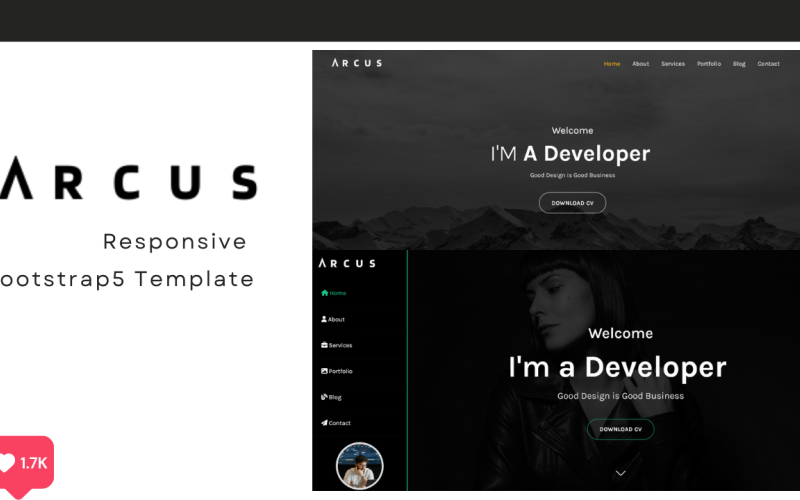 ARCUS
Responsive
ootstrap5 Template
1.7K
ARCUS
Home About Services Portfolio Blog Contact
Welcome
I'M A Developer
Good Design is Good Business
DOWNLOAD CV
ARCUS
Home
About
Services
Portfolio
Blog
Contact
Welcome
I'm a Developer
Good Design is Good Business
DOWNLOAD CV